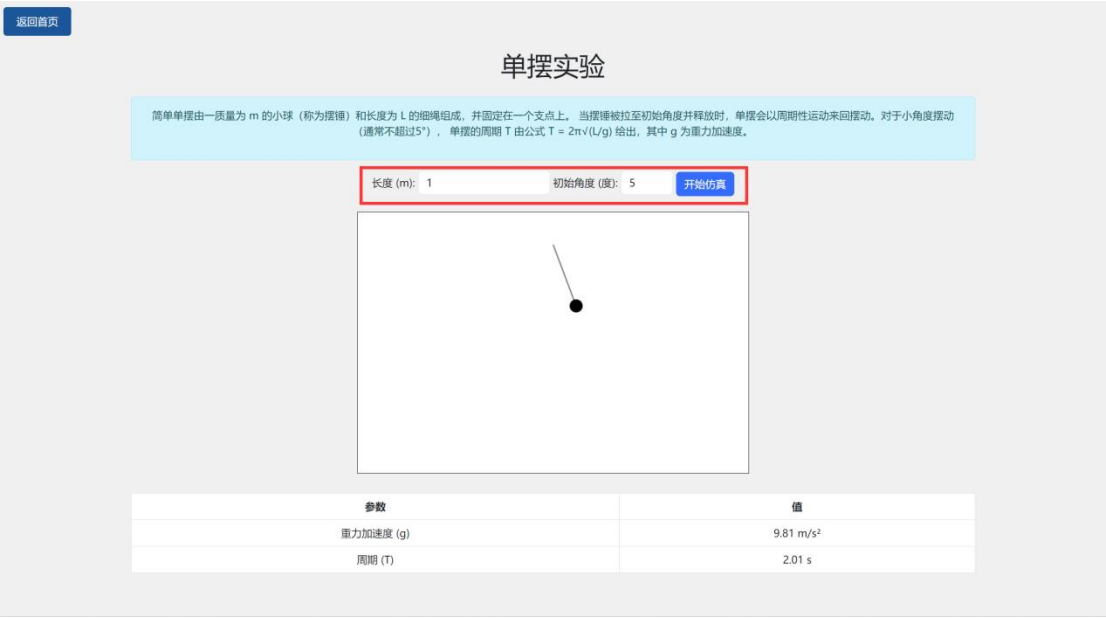 返回首页
单摆实验
简单单摆由一质量为 m 的小球（称为摆锤）和长度为 L 的细绳组成，并固定在一个支点上。 当摆锤被拉至初始角度并释放时，单摆会以周期性运动来回摆动。对于小角度摆动
（通常不超过5°）， 单摆的周期 T 由公式 T = 2π√(L/g) 给出，其中 g 为重力加速度。
长度 (m): 1 初始角度 (度): 5 开始仿真
参数 值
重力加速度 (g) 9.81 m/s²
周期 (T) 2.01 s